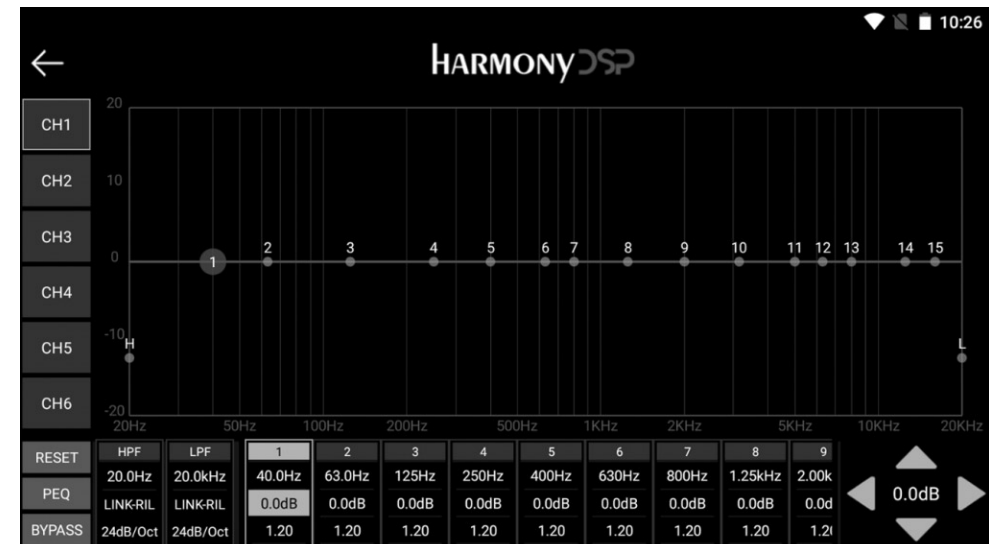 10:26
HARMONY DSP
CH1
CH2
CH3
CH4
CH5
CH6
20
10
0
-10
-20
H
1
2
3
4
5
6
7
8
9
10
11
12
13
14
15
L
20Hz 50Hz 100Hz 200Hz 500Hz 1KHz 2KHz 5KHz 10KHz 20KHz
RESET
PEQ
BYPASS
HPF LPF 1 2 3 4 5 6 7 8 9
20.0Hz 20.0kHz 40.0Hz 63.0Hz 125Hz 250Hz 400Hz 630Hz 800Hz 1.25kHz 2.00k
LINK-RIL LINK-RIL 0.0dB 0.0dB 0.0dB 0.0dB 0.0dB 0.0dB 0.0dB 0.0dB 0.0d
24dB/Oct 24dB/Oct 1.20 1.20 1.20 1.20 1.20 1.20 1.20 1.20
0.0dB